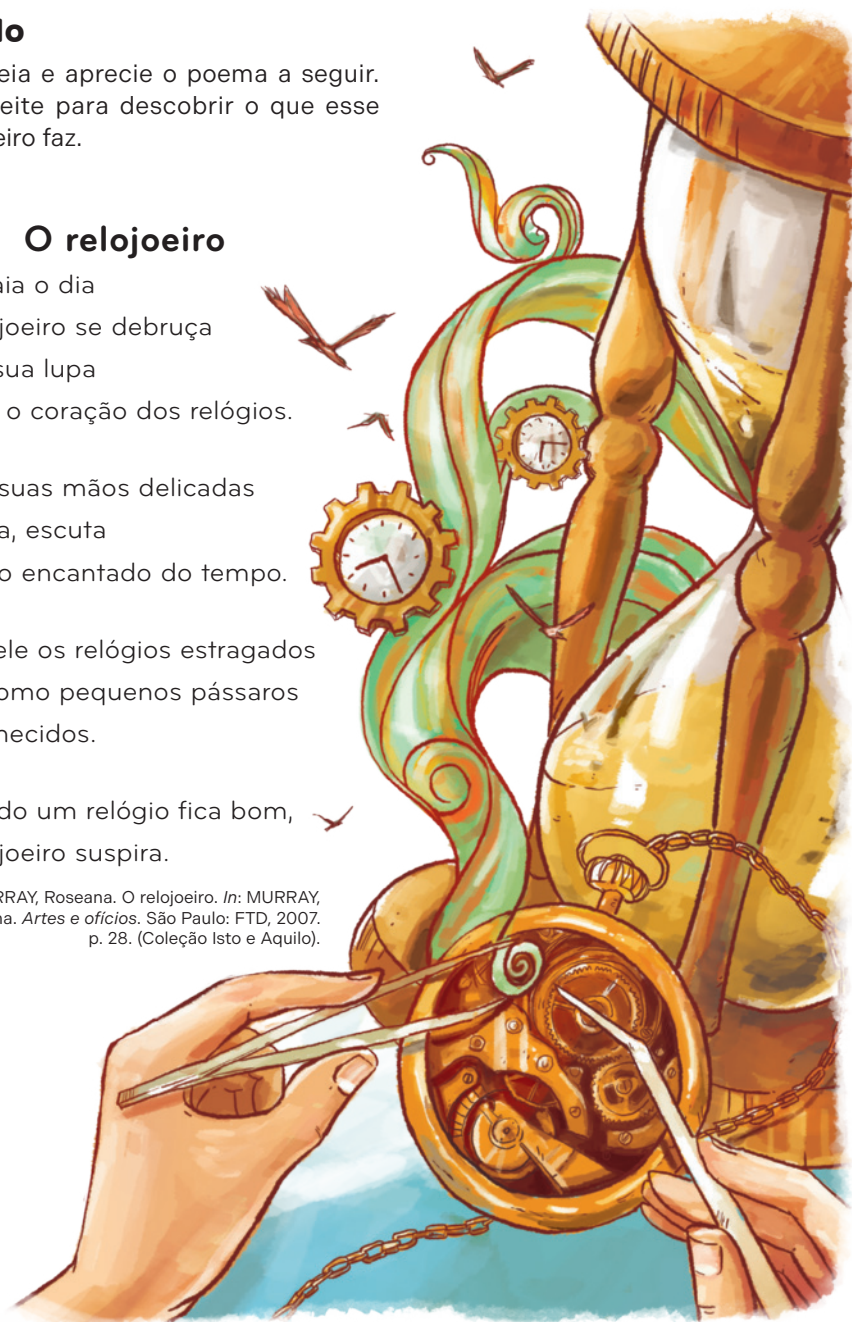 do
eia e aprecie o poema a seguir.
eite para descobrir o que esse
eiro faz.
O relojoeiro
aia o dia
joeiro se debruça
sua lupa
o coração dos relógios.
suas mãos delicadas
a, escuta
o encantado do tempo.
ele os relógios estragados
omo pequenos pássaros
hecidos.
do um relógio fica bom,
joeiro suspira.
RRAY, Roseana. O relojoeiro. In: MURRAY,
na. Artes e ofícios. São Paulo: FTD, 2007.
p. 28. (Coleção Isto e Aquilo).